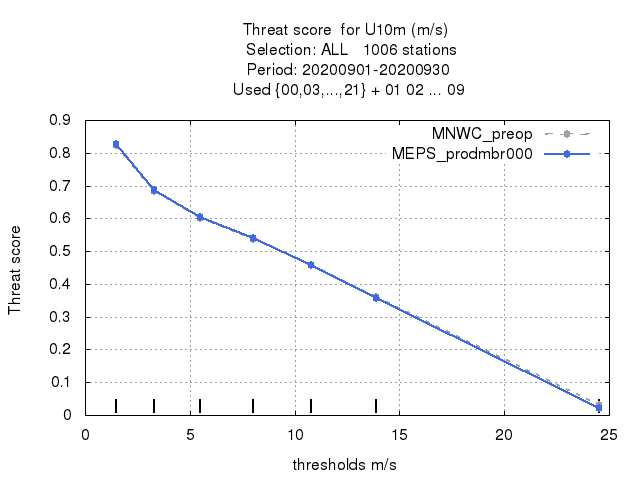 Threat score  for U10m (m/s)
Selection: ALL   1006 stations
Period: 20200901-20200930
Used {00,03,...,21} + 01 02 ... 09
MNWC_preop
MEPS_prodmbr000
0.9
0.8
0.7
0.6
0.5
0.4
0.3
0.2
0.1
0
Threat score
0 5 10 15 20 25
thresholds m/s